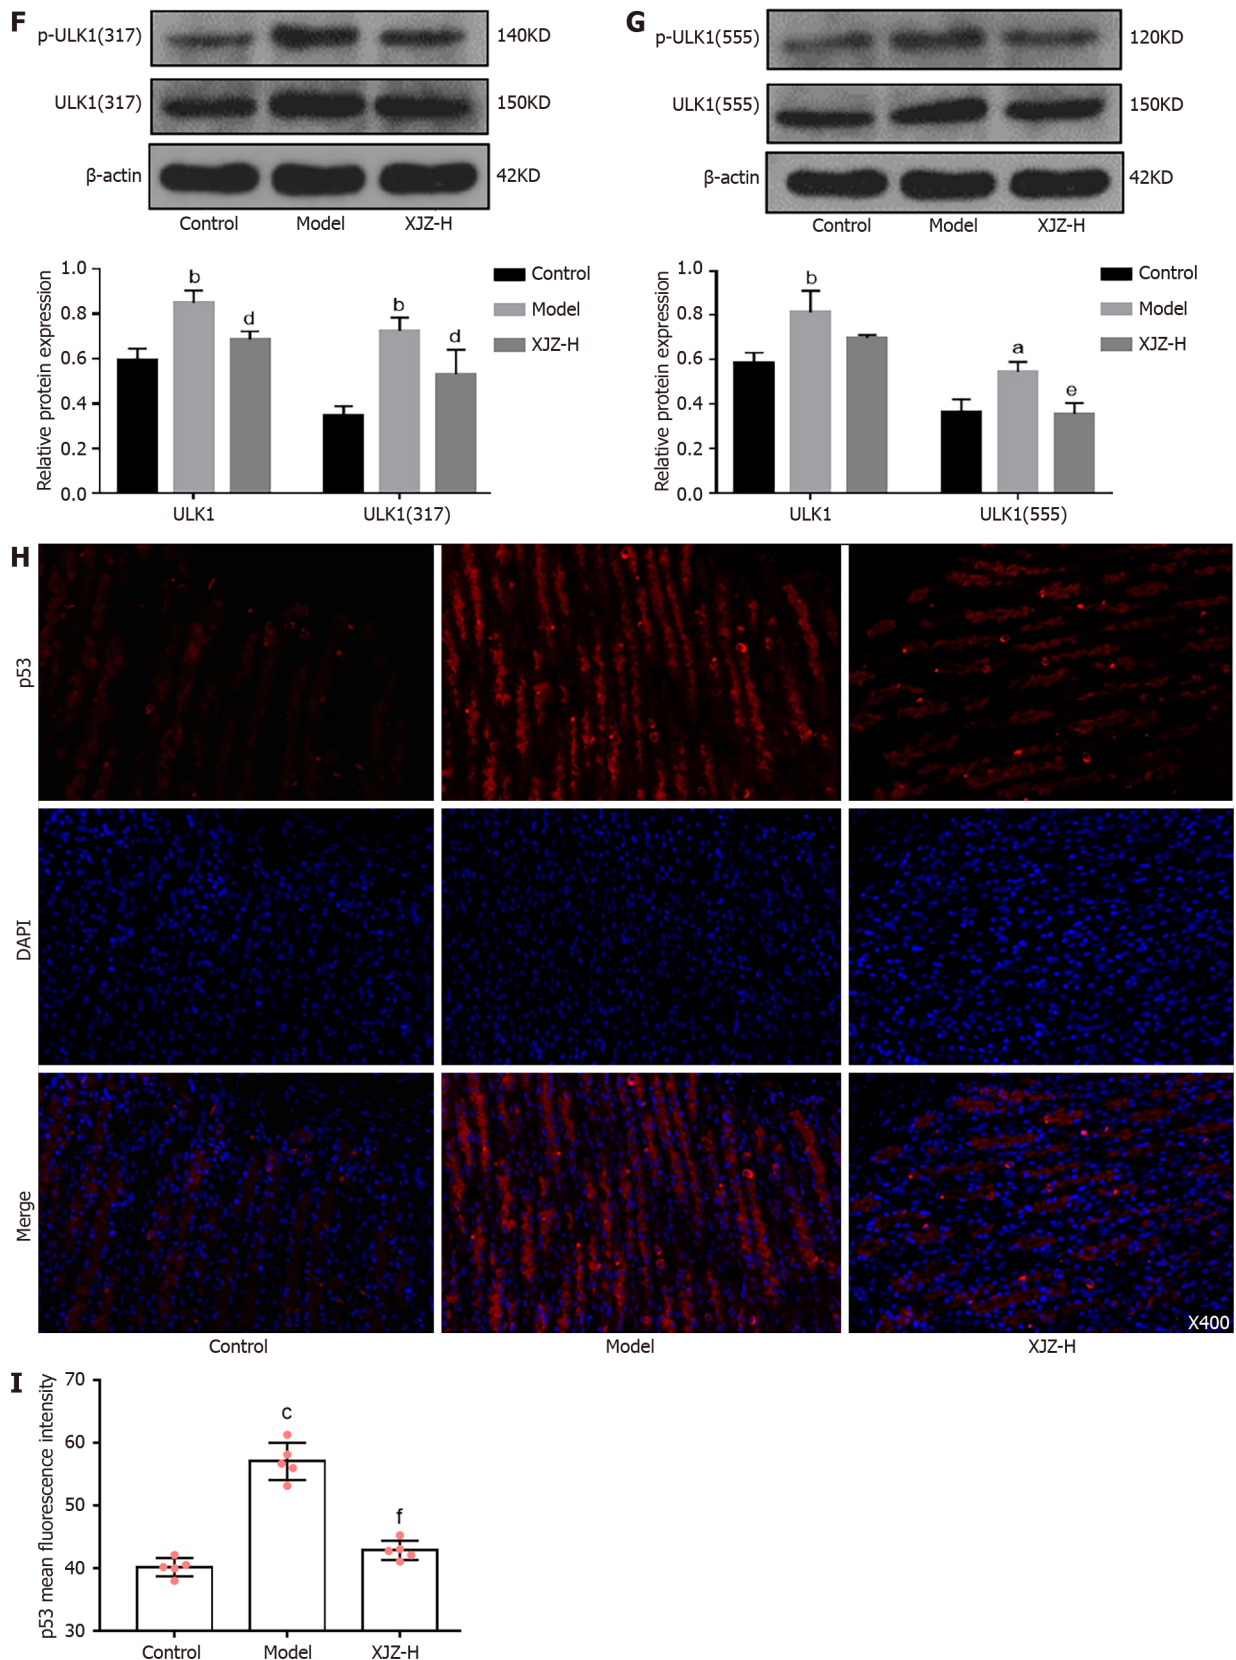 F
p-ULK1(317)
140KD
ULK1(317)
150KD
β-actin
42KD
Control Model XJZ-H
Relative protein expression
1.0
0.8
0.6
0.4
0.2
0.0
b
d
b
d
Control
Model
XJZ-H
ULK1 ULK1(317)
G
p-ULK1(555)
120KD
ULK1(555)
150KD
β-actin
42KD
Control Model XJZ-H
Relative protein expression
1.0
0.8
0.6
0.4
0.2
0.0
b
a
e
Control
Model
XJZ-H
ULK1 ULK1(555)
H
p53
DAPI
Merge
X400
Control Model XJZ-H
I
p53 mean fluorescence intensity
70
60
50
40
30
c
f
Control Model XJZ-H